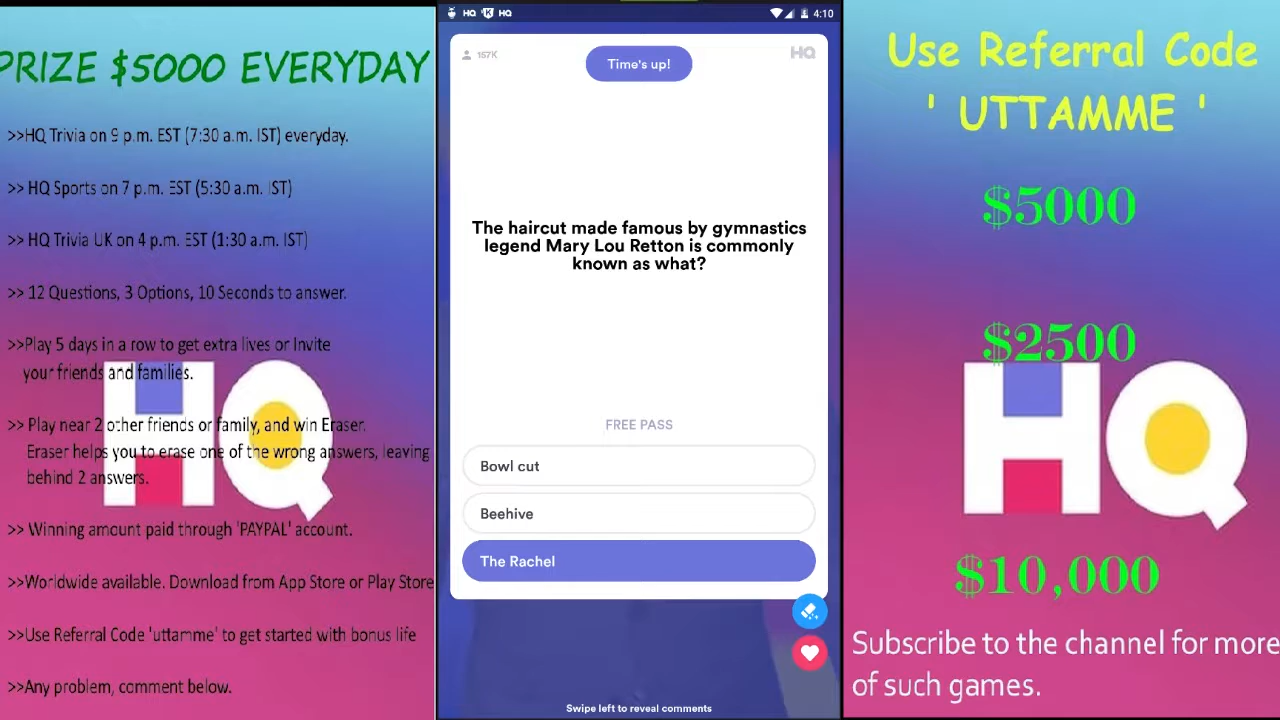 PRIZE $5000 EVERYDAY
>>HQ Trivia on 9 p.m. EST (7:30 a.m. IST) everyday.
>> HQ Sports on 7 p.m. EST (5:30 a.m. IST)
>> HQ Trivia UK on 4 p.m. EST (1:30 a.m. IST)
>> 12 Questions, 3 Options, 10 Seconds to answer.
>>Play 5 days in a row to get extra lives or Invite
your friends and families.
>> Play near 2 other friends or family, and win Eraser.
Eraser helps you to erase one of the wrong answers, leaving
behind 2 answers.
>> Winning amount paid through 'PAYPAL' account.
>>Worldwide available. Download from App Store or Play Store
>>Use Referral Code 'uttamme' to get started with bonus life
>>Any problem, comment below.
HQ
HQ K HQ 4:10
157K
Time's up!
HQ
The haircut made famous by gymnastics
legend Mary Lou Retton is commonly
known as what?
FREE PASS
Bowl cut
Beehive
The Rachel
Swipe left to reveal comments
Use Referral Code
' UTTAMME '
$5000
$2500
HQ
$10,000
Subscribe to the channel for more
of such games.